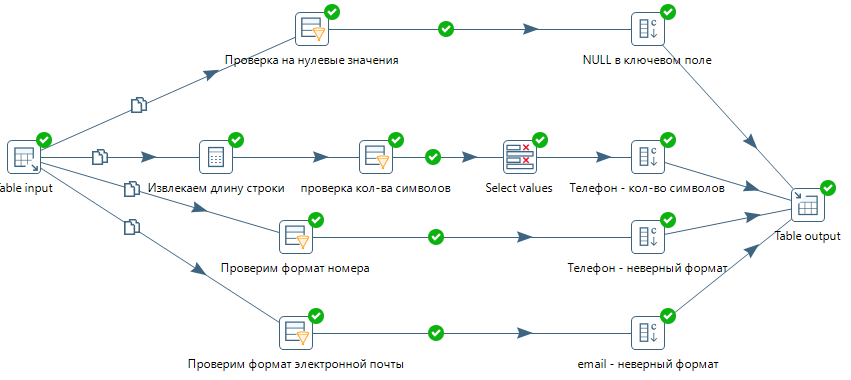 Проверка на нулевые значения
NULL в ключевом поле
Table input
Извлекаем длину строки
проверка кол-ва символов
Select values
Телефон - кол-во символов
Table output
Проверим формат номера
Телефон - неверный формат
Проверим формат электронной почты
email - неверный формат